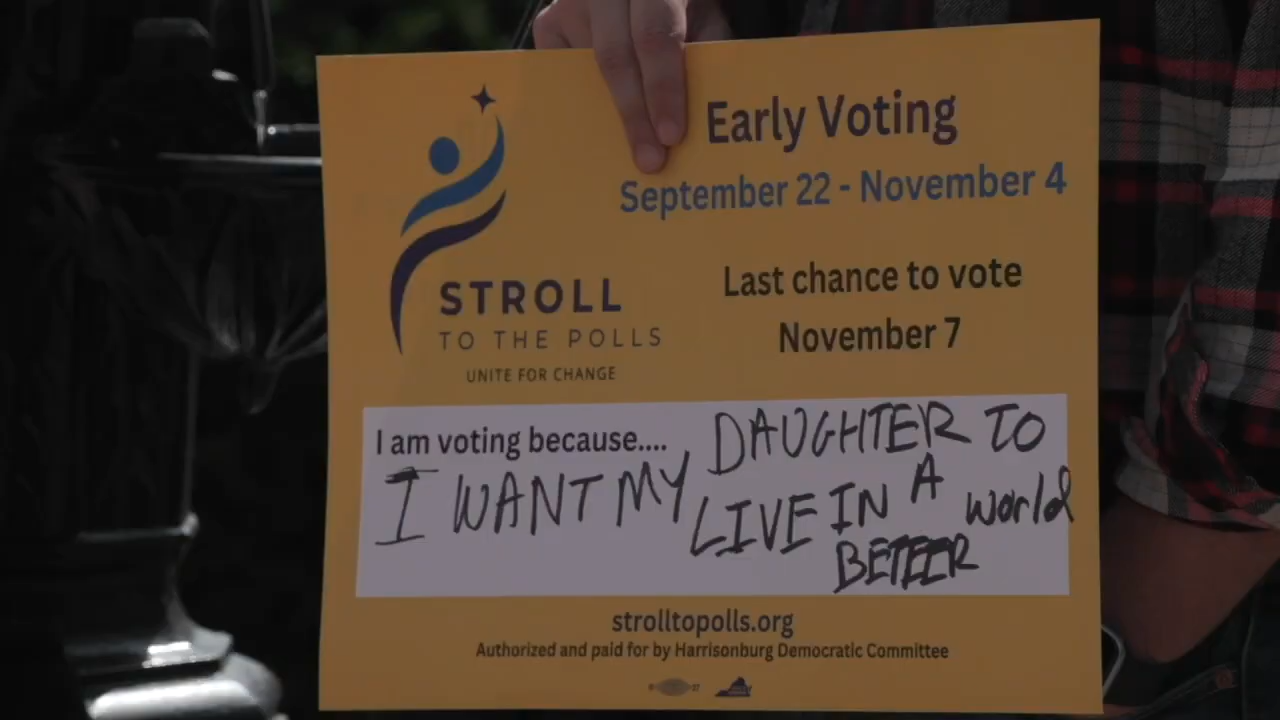 Early Voting
September 22 - November 4
Last chance to vote
November 7
STROLL
TO THE POLLS
UNITE FOR CHANGE
I am voting because....
I WANT MY DAUGHTER TO
LIVE IN A world
BETEER
strolltopolls.org
Authorized and paid for by Harrisonburg Democratic Committee